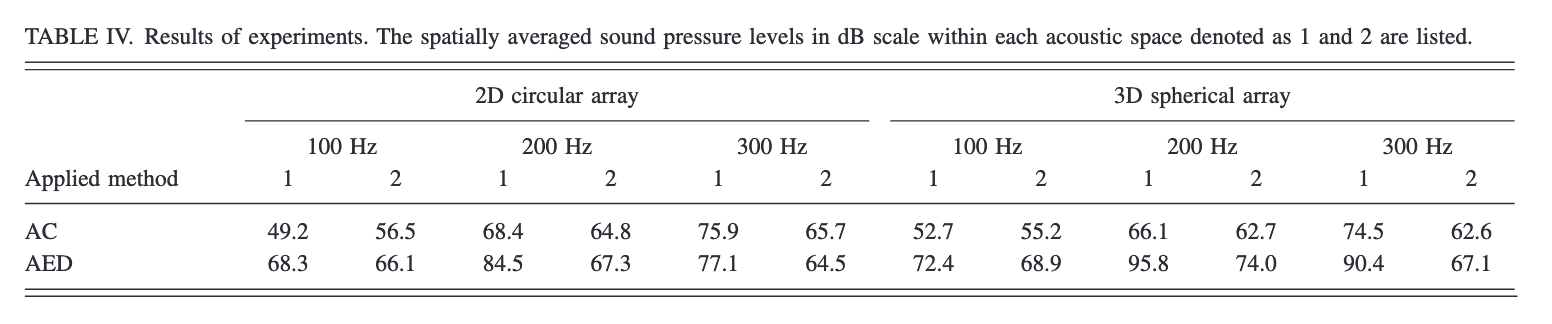 TABLE IV. Results of experiments. The spatially averaged sound pressure levels in dB scale within each acoustic space denoted as 1 and 2 are listed.
2D circular array 3D spherical array
100 Hz 200 Hz 300 Hz 100 Hz 200 Hz 300 Hz
Applied method 1 2 1 2 1 2 1 2 1 2 1 2
AC 49.2 56.5 68.4 64.8 75.9 65.7 52.7 55.2 66.1 62.7 74.5 62.6
AED 68.3 66.1 84.5 67.3 77.1 64.5 72.4 68.9 95.8 74.0 90.4 67.1